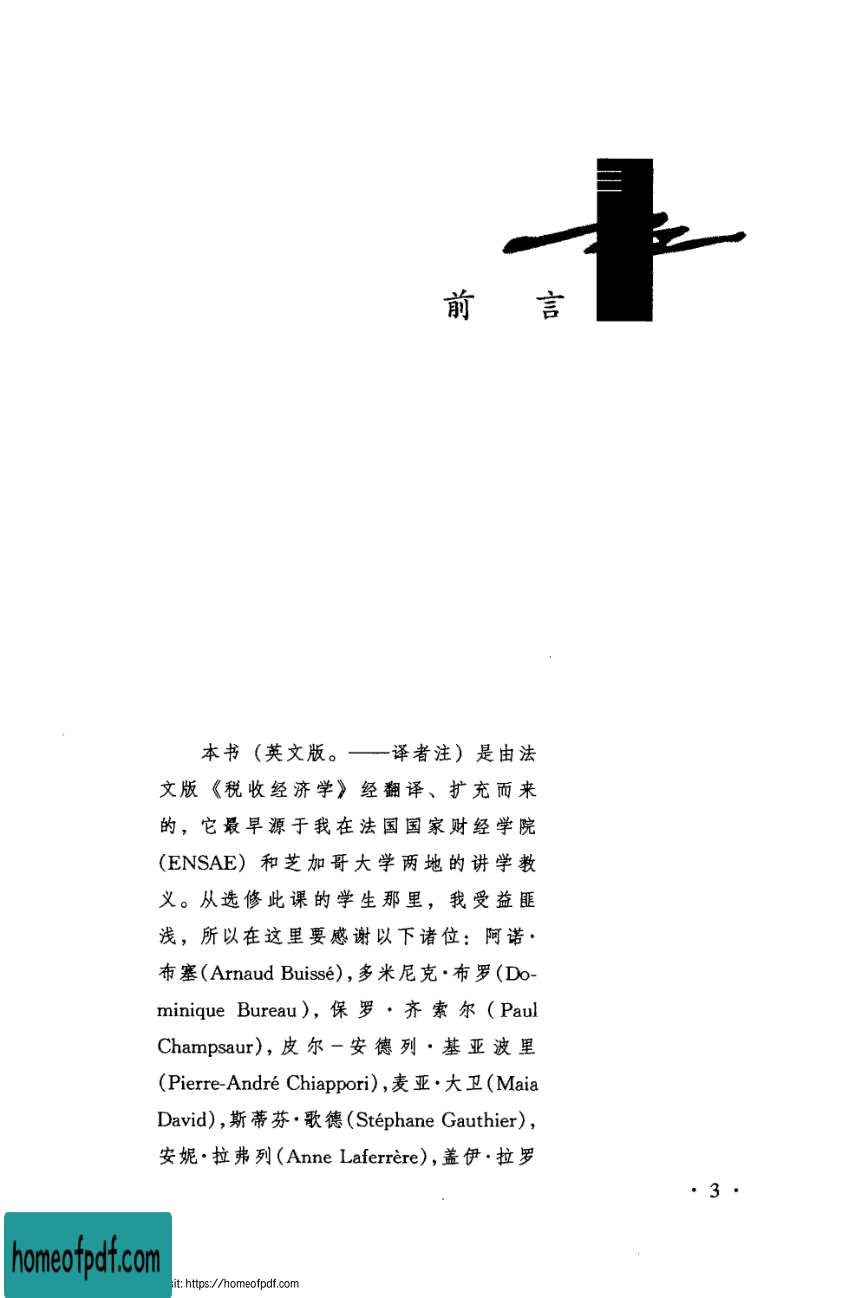 前 言
本书（英文版。——译者注）是由法
文版《税收经济学》经翻译、扩充而来
的，它最早源于我在法国国家财经学院
(ENSAE) 和芝加哥大学两地的讲学教
义。从选修此课的学生那里，我受益匪
浅，所以在这里要感谢以下诸位：阿诺·
布塞(Arnaud Buissé),多米尼克·布罗(Do-
minique Bureau)，保罗·齐索尔 (Paul
Champsaur)，皮尔－安德列·基亚波里
(Pierre-André Chiappori),麦亚·大卫(Maia
David),斯蒂芬·歌德(Stéphane Gauthier),
安妮·拉弗列(Anne Laferrère),盖伊·拉罗
· 3 ·
homeofpdf.com
sit: https://homeofpdf.com